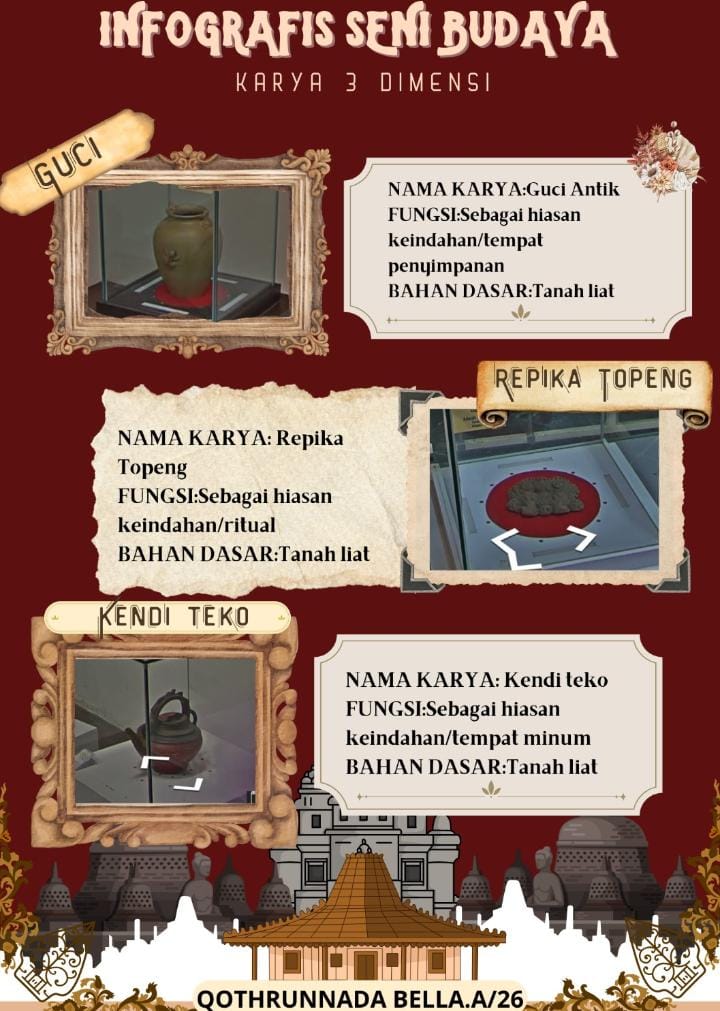 INFOGRAFIS SENI BUDAYA
KARYA 3 DIMENSI
GUCI
NAMA KARYA:Guci Antik
FUNGSI:Sebagai hiasan
keindahan/tempat
penyimpanan
BAHAN DASAR:Tanah liat
REPIKA TOPENG
NAMA KARYA: Repika
Topeng
FUNGSI:Sebagai hiasan
keindahan/ritual
BAHAN DASAR:Tanah liat
KENDI TEKO
NAMA KARYA: Kendi teko
FUNGSI:Sebagai hiasan
keindahan/tempat minum
BAHAN DASAR:Tanah liat
QOTHRUNNADA BELLA.A/26